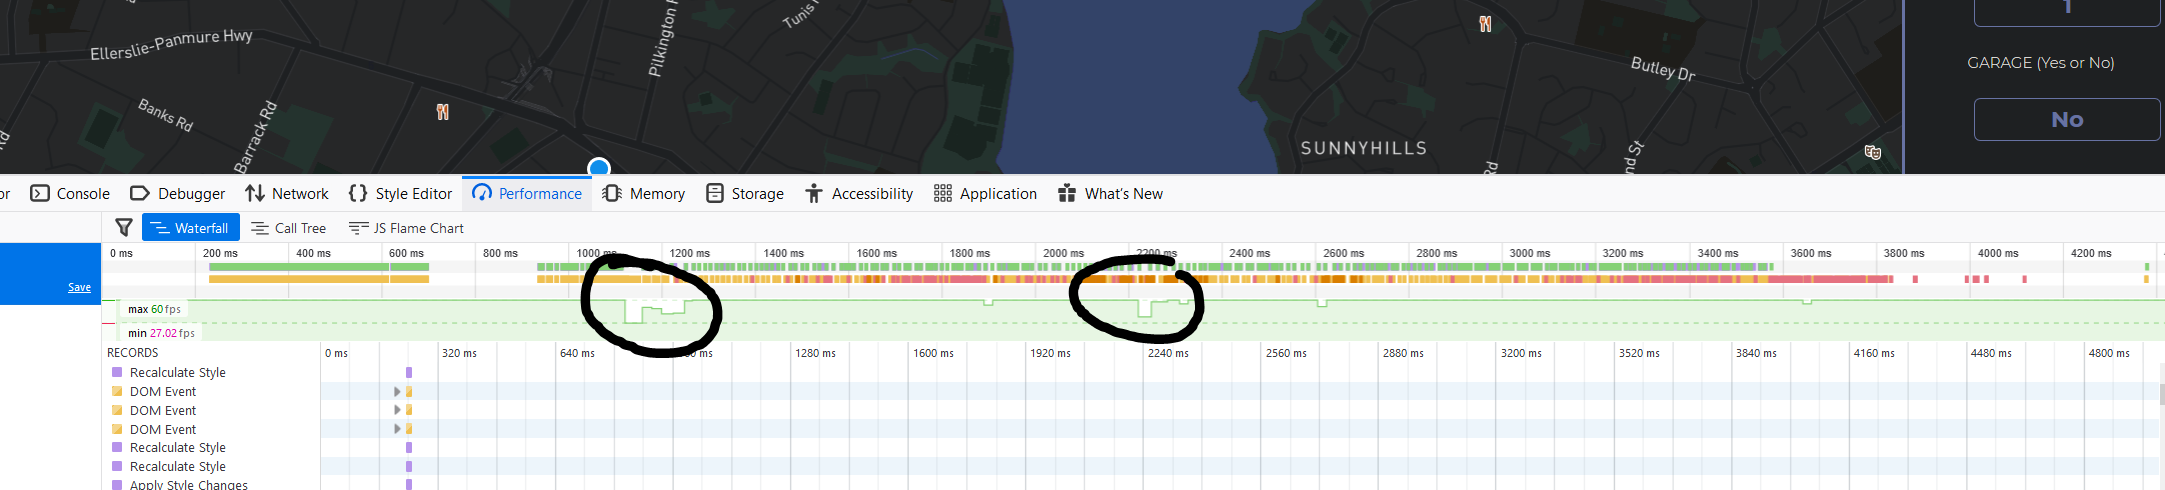 Tunis
Ellerslie-Panmure Hwy
Pilkington
1
Banks Rd
Barrack Rd
Butley Dr
GARAGE (Yes or No)
No
SUNNYHILLS
Rd
nd St
Rd
or Console Debugger Network Style Editor Performance Memory Storage Accessibility Application What's New
Waterfall Call Tree JS Flame Chart
0 ms 200 ms 400 ms 600 ms 800 ms 1000 ms 1200 ms 1400 ms 1600 ms 1800 ms 2000 ms 2200 ms 2400 ms 2600 ms 2800 ms 3000 ms 3200 ms 3400 ms 3600 ms 3800 ms 4000 ms 4200 ms
Save
max 60 fps
min 27.02 fps
RECORDS 0 ms 320 ms 640 ms 0 ms 1280 ms 1600 ms 1920 ms 2240 ms 2560 ms 2880 ms 3200 ms 3520 ms 3840 ms 4160 ms 4480 ms 4800 ms
Recalculate Style
DOM Event
DOM Event
DOM Event
Recalculate Style
Recalculate Style
Apply Style Changes